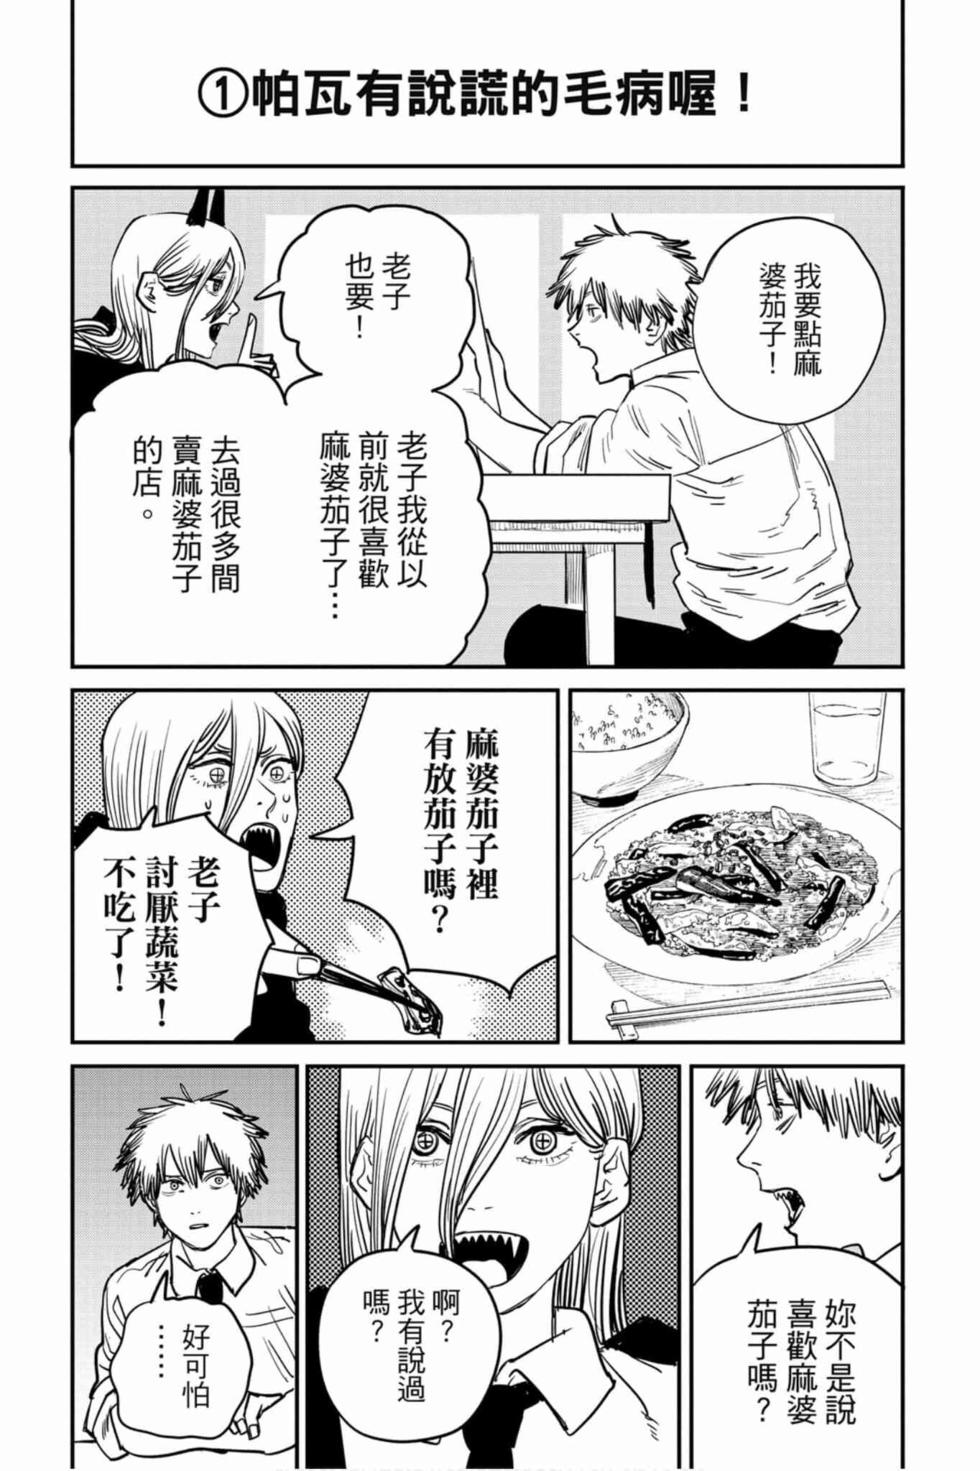 ①帕瓦有說謊的毛病喔！
我要點麻
婆茄子！
老子
也要！
老子我從以
前就很喜歡
麻婆茄子了…
去過很多間
賣麻婆茄子
的店。
麻婆茄子裡
有放茄子嗎？
老子
討厭蔬菜！
不吃了！
妳不是說
喜歡麻婆
茄子嗎？
啊？
我有說過
嗎？
好可怕
……